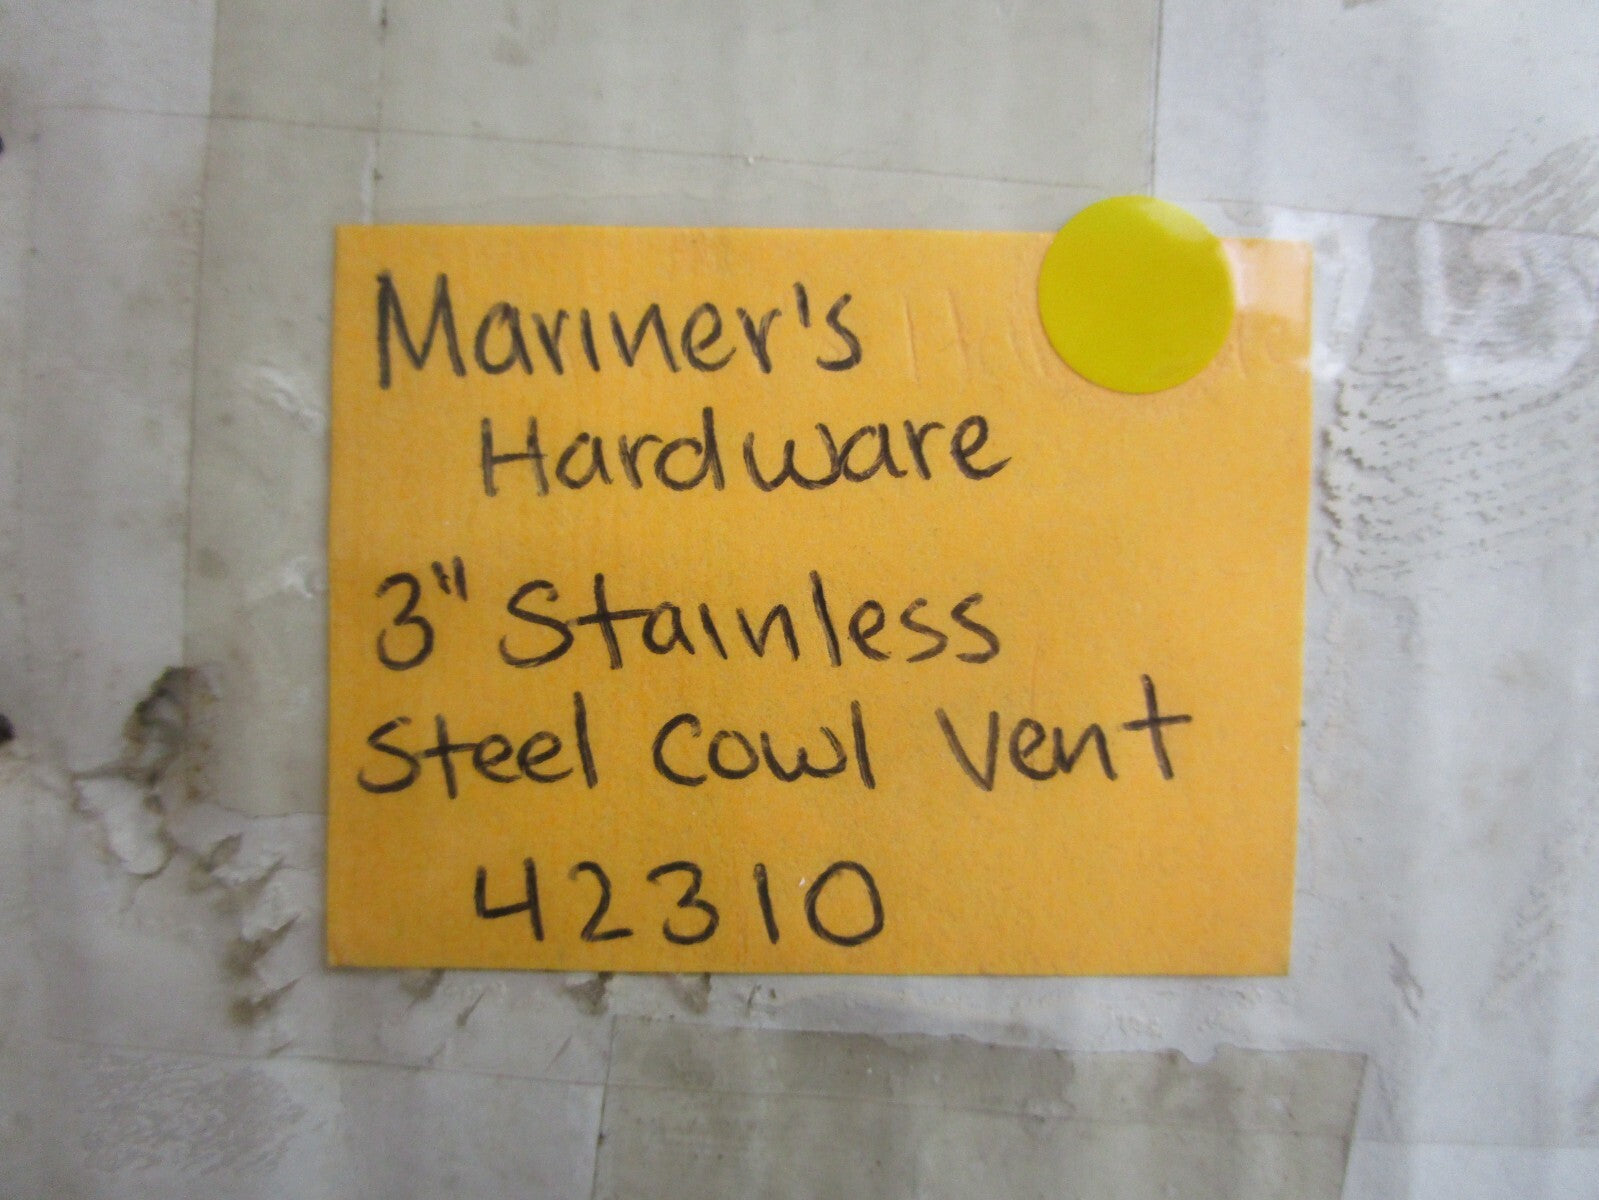 Mariner's
Hardware
3" Stainless
Steel Cowl Vent
42310